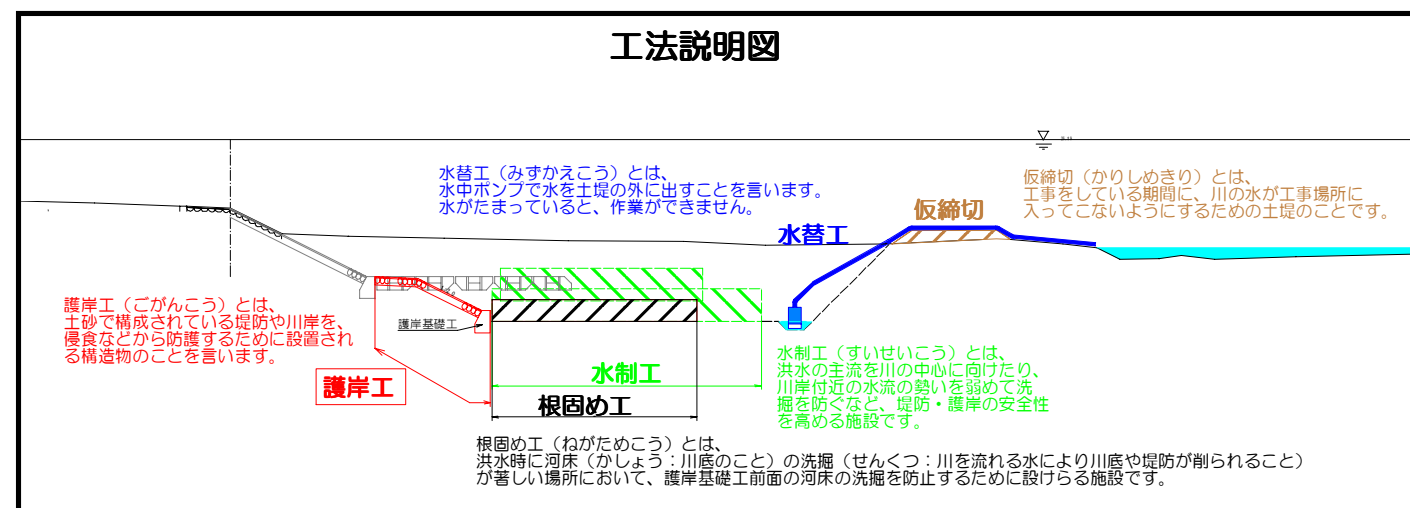 工法説明図
水替工（みずかえこう）とは、
水中ポンプで水を土堤の外に出すことを言います。
水がたまっていると、作業ができません。
仮締切（かりしめきり）とは、
工事をしている期間に、川の水が工事場所に
入ってこないようにするための土堤のことです。
仮締切
水替工
護岸工（ごがんこう）とは、
土砂で構成されている堤防や川岸を、
侵食などから防護するために設置され
る構造物のことを言います。
護岸基礎工
護岸工
水制工
根固め工
水制工（すいせいこう）とは、
洪水の主流を川の中心に向けたり、
川岸付近の水流の勢いを弱めて洗
掘を防ぐなど、堤防・護岸の安全性
を高める施設です。
根固め工（ねがためこう）とは、
洪水時に河床（かしょう：川底のこと）の洗掘（せんくつ：川を流れる水により川底や堤防が削られること）
が著しい場所において、護岸基礎工前面の河床の洗掘を防止するために設けらる施設です。